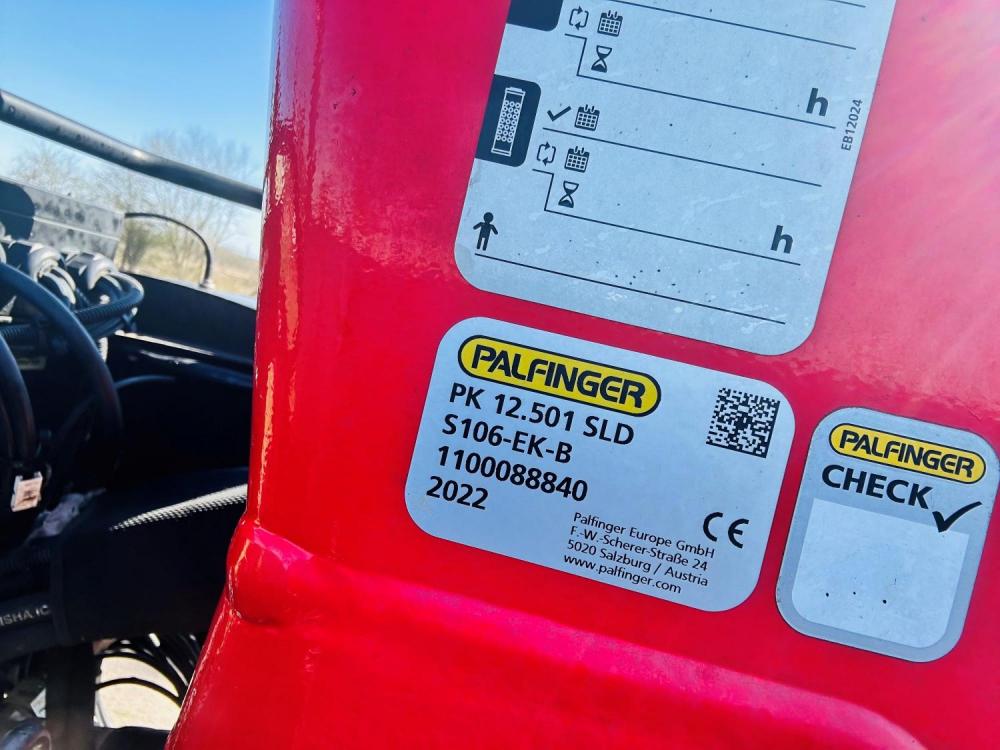 h
EB12024
h
PALFINGER
PK 12.501 SLD
S106-EK-B
1100088840
2022
CE
Palfinger Europe GmbH
F.-W.-Scherer-Straße 24
5020 Salzburg / Austria
www.palfinger.com
PALFINGER
CHECK